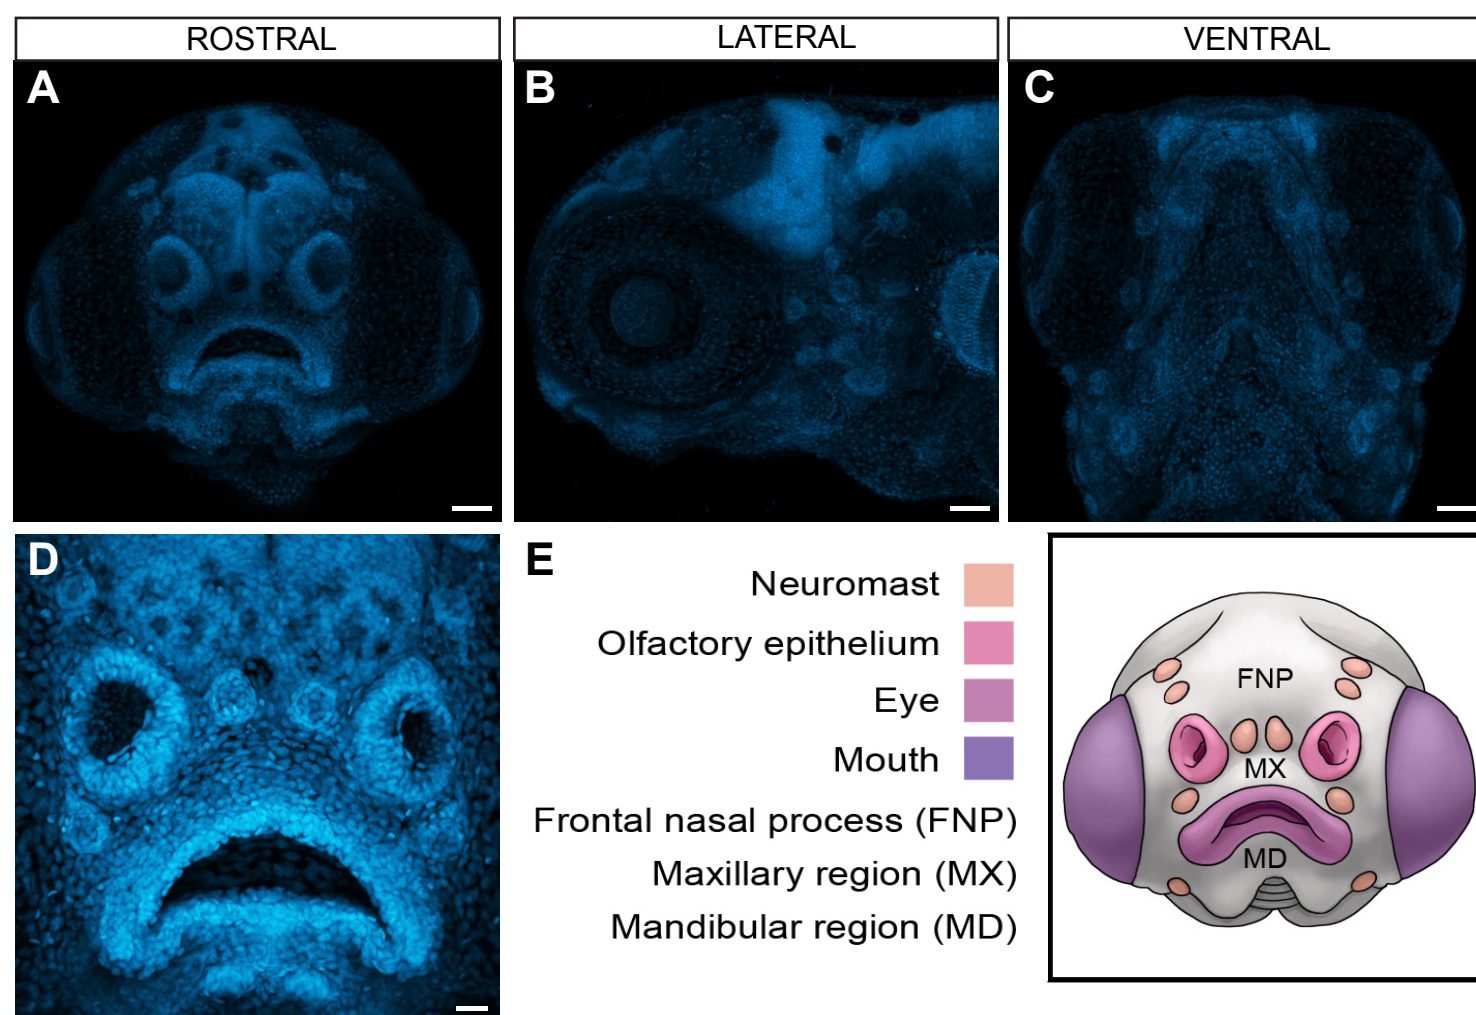 ROSTRAL
LATERAL
VENTRAL
A
B
C
D
E
Neuromast
Olfactory epithelium
Eye
Mouth
Frontal nasal process (FNP)
Maxillary region (MX)
Mandibular region (MD)
FNP
MX
MD